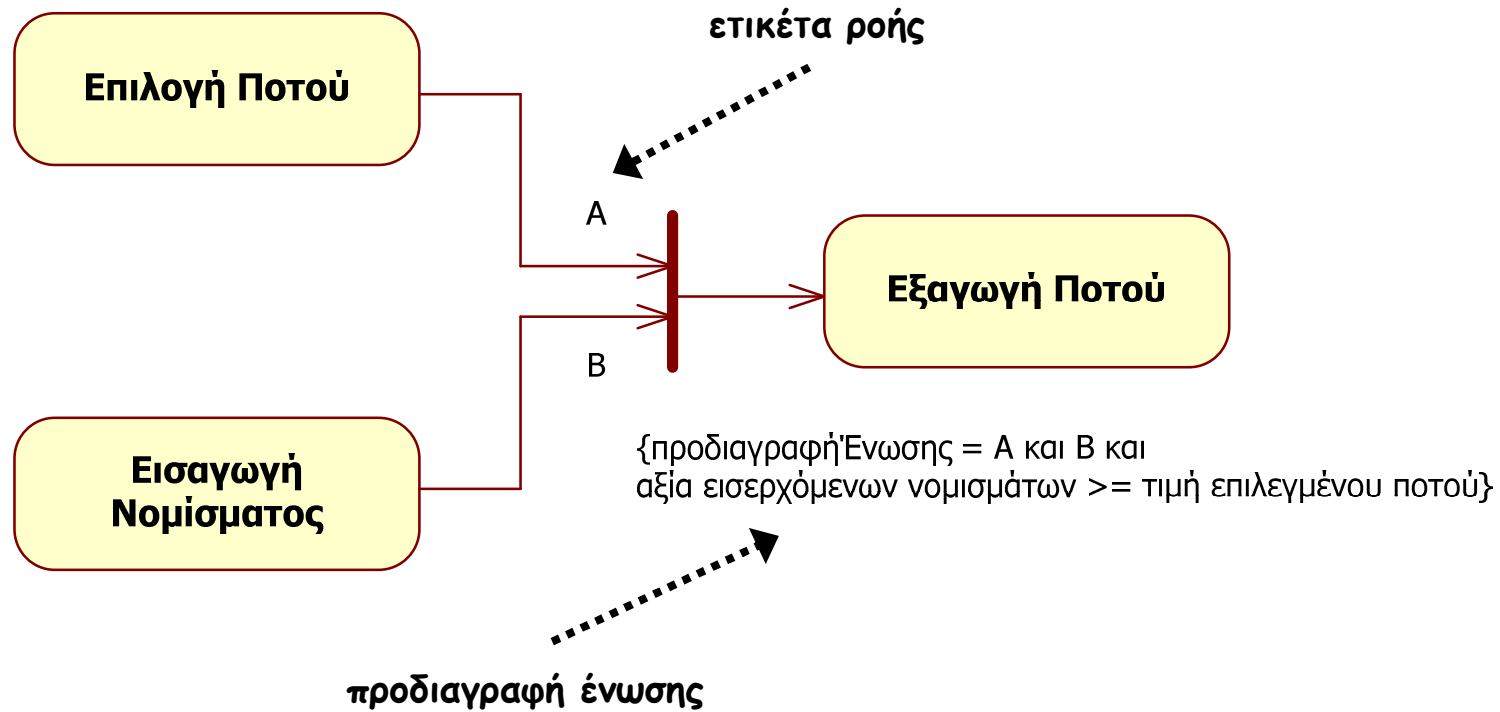 ετικέτα ροής
Επιλογή Ποτού
A
Εξαγωγή Ποτού
B
Εισαγωγή
Νομίσματος
{προδιαγραφήΈνωσης = Α και Β και
αξία εισερχόμενων νομισμάτων >= τιμή επιλεγμένου ποτού}
προδιαγραφή ένωσης